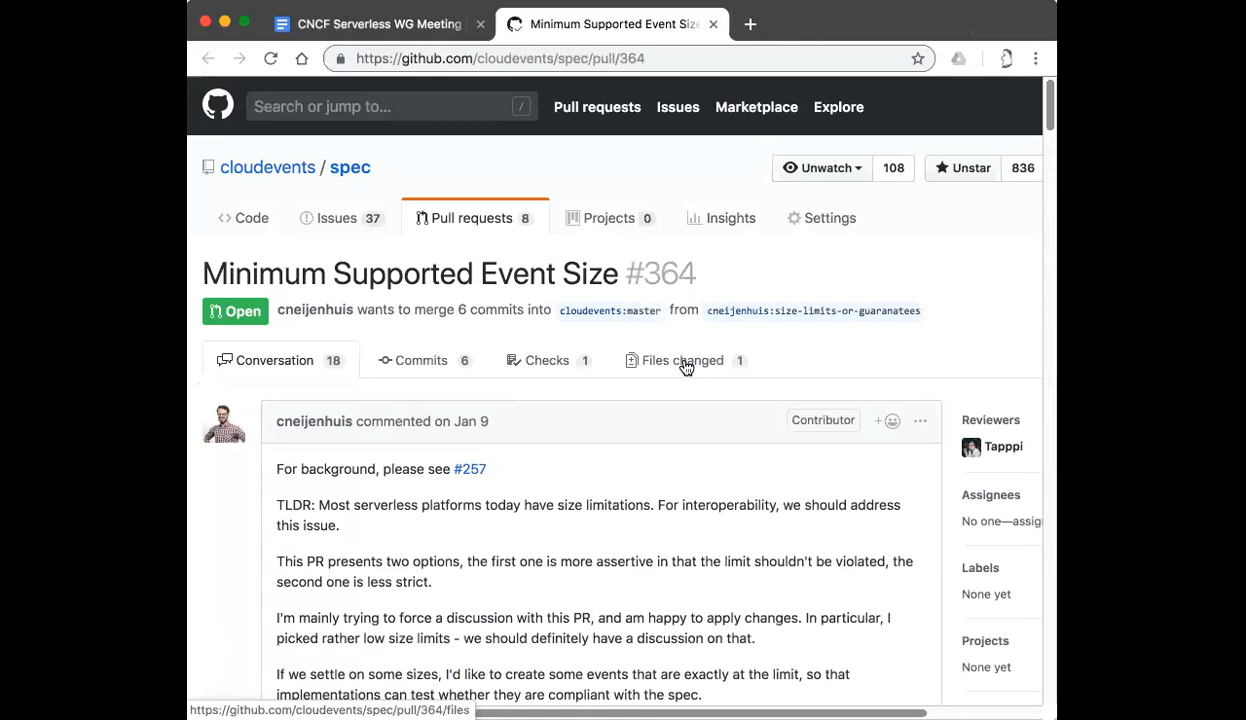 CNCF Serverless WG Meeting
Minimum Supported Event Size
https://github.com/cloudevents/spec/pull/364
Search or jump to... /
Pull requests Issues Marketplace Explore
cloudevents / spec
Unwatch 108 Unstar 836
Code Issues 37 Pull requests 8 Projects 0 Insights Settings
Minimum Supported Event Size #364
Open cneijenhuis wants to merge 6 commits into cloudevents:master from cneijenhuis:size-limits-or-guaranatees
Conversation 18 Commits 6 Checks 1 Files changed 1
cneijenhuis commented on Jan 9 Contributor
Reviewers
Tapppi
For background, please see #257
TLDR: Most serverless platforms today have size limitations. For interoperability, we should address
this issue.
Assignees
No one—assig
This PR presents two options, the first one is more assertive in that the limit shouldn't be violated, the
second one is less strict.
Labels
None yet
I'm mainly trying to force a discussion with this PR, and am happy to apply changes. In particular, I
picked rather low size limits - we should definitely have a discussion on that.
Projects
None yet
If we settle on some sizes, I'd like to create some events that are exactly at the limit, so that
implementations can test whether they are compliant with the spec.
https://github.com/cloudevents/spec/pull/364/files